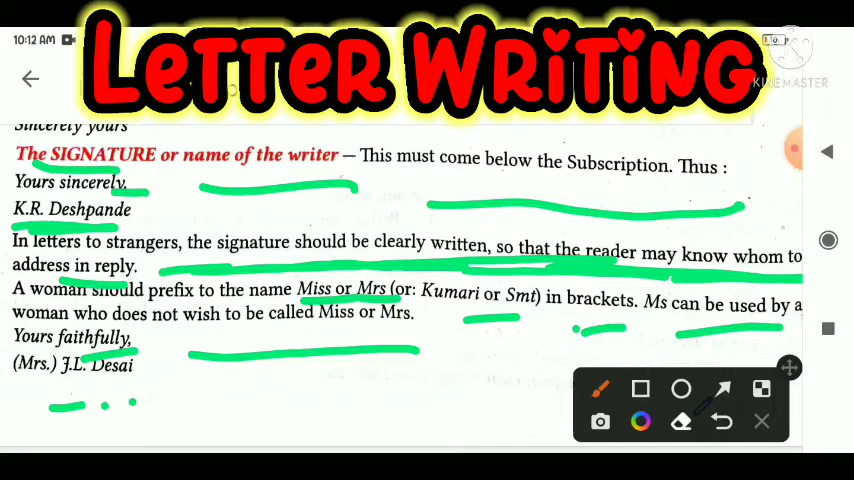 LETTER WRITING
10:12 AM
KINEMASTER
Sincerely yours
The SIGNATURE or name of the writer — This must come below the Subscription. Thus :
Yours sincerely,
K.R. Deshpande
In letters to strangers, the signature should be clearly written, so that the reader may know whom to
address in reply.
A woman should prefix to the name Miss or Mrs (or: Kumari or Smt) in brackets. Ms can be used by a
woman who does not wish to be called Miss or Mrs.
Yours faithfully,
(Mrs.) J.L. Desai